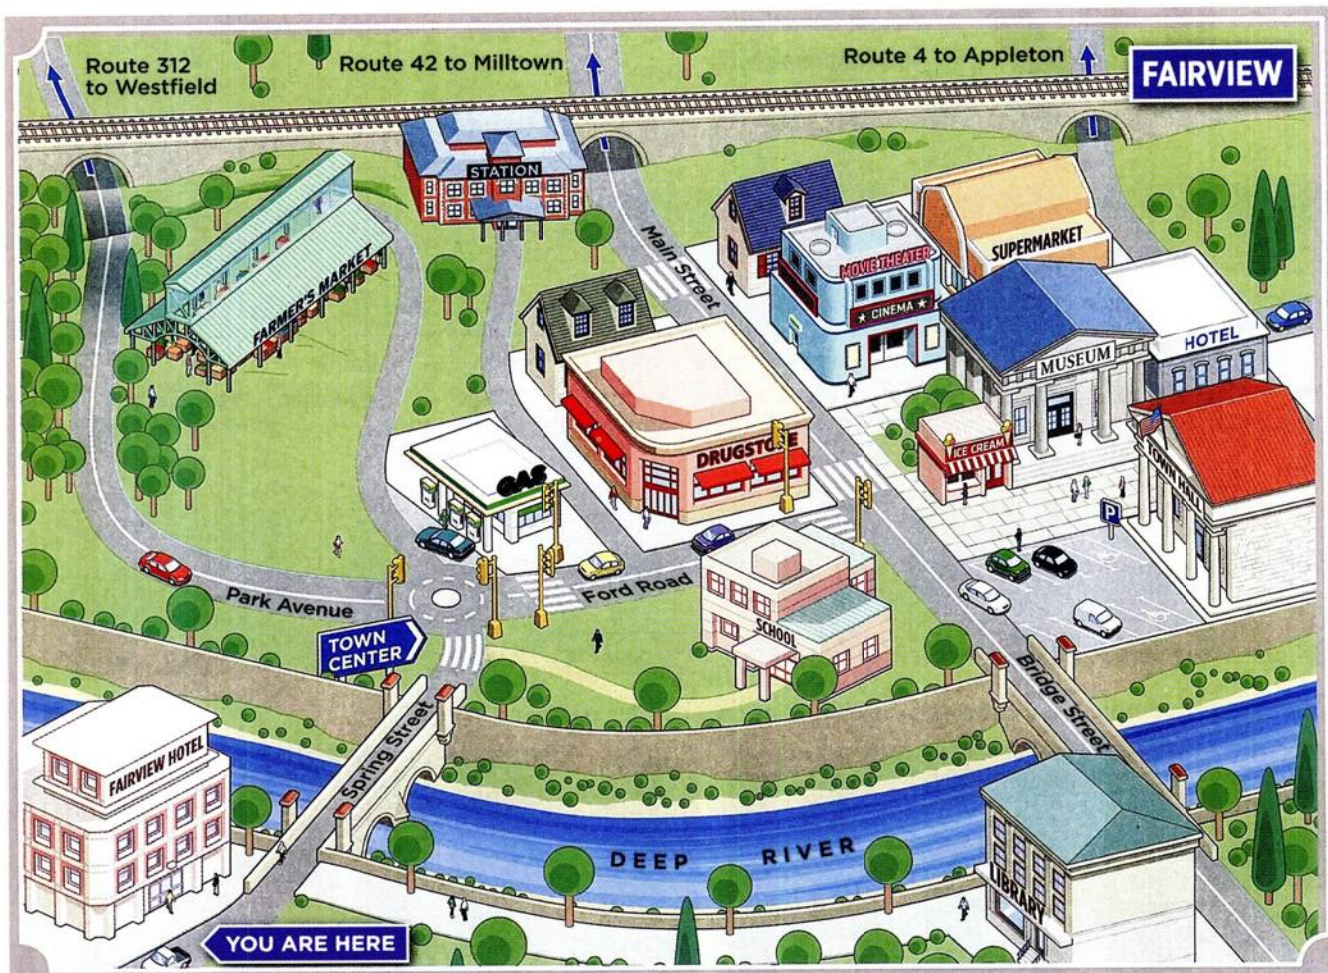 Route 312
to Westfield
Route 42 to Milltown
Route 4 to Appleton
FAIRVIEW
STATION
Main Street
FARMER'S MARKET
MOVIE THEATER
★ CINEMA ★
SUPERMARKET
MUSEUM
HOTEL
ICE CREAM
TOWN HALL
P
DRUGSTORE
GAS
Park Avenue
Ford Road
SCHOOL
TOWN
CENTER
Spring Street
Bridge Street
FAIRVIEW HOTEL
DEEP RIVER
LIBRARY
YOU ARE HERE